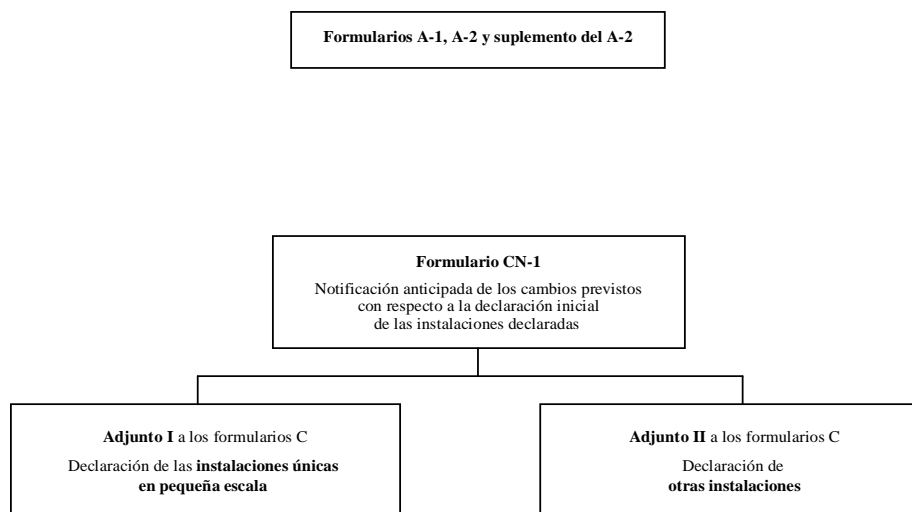 Formularios A-1, A-2 y suplemento del A-2
Formulario CN-1
Notificación anticipada de los cambios previstos
con respecto a la declaración inicial
de las instalaciones declaradas
Adjunto I a los formularios C
Declaración de las instalaciones únicas
en pequeña escala
Adjunto II a los formularios C
Declaración de
otras instalaciones